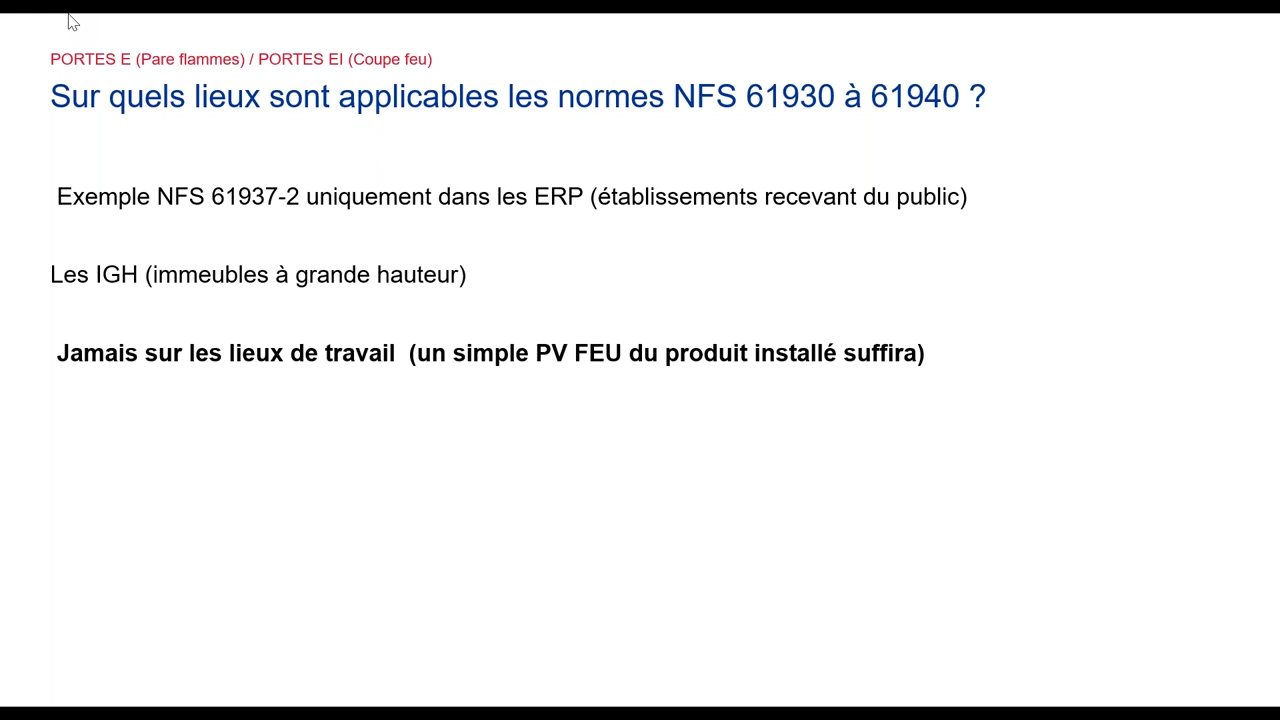 PORTES E (Pare flammes) / PORTES EI (Coupe feu)
Sur quels lieux sont applicables les normes NFS 61930 à 61940 ?
Exemple NFS 61937-2 uniquement dans les ERP (établissements recevant du public)
Les IGH (immeubles à grande hauteur)
Jamais sur les lieux de travail  (un simple PV FEU du produit installé suffira)